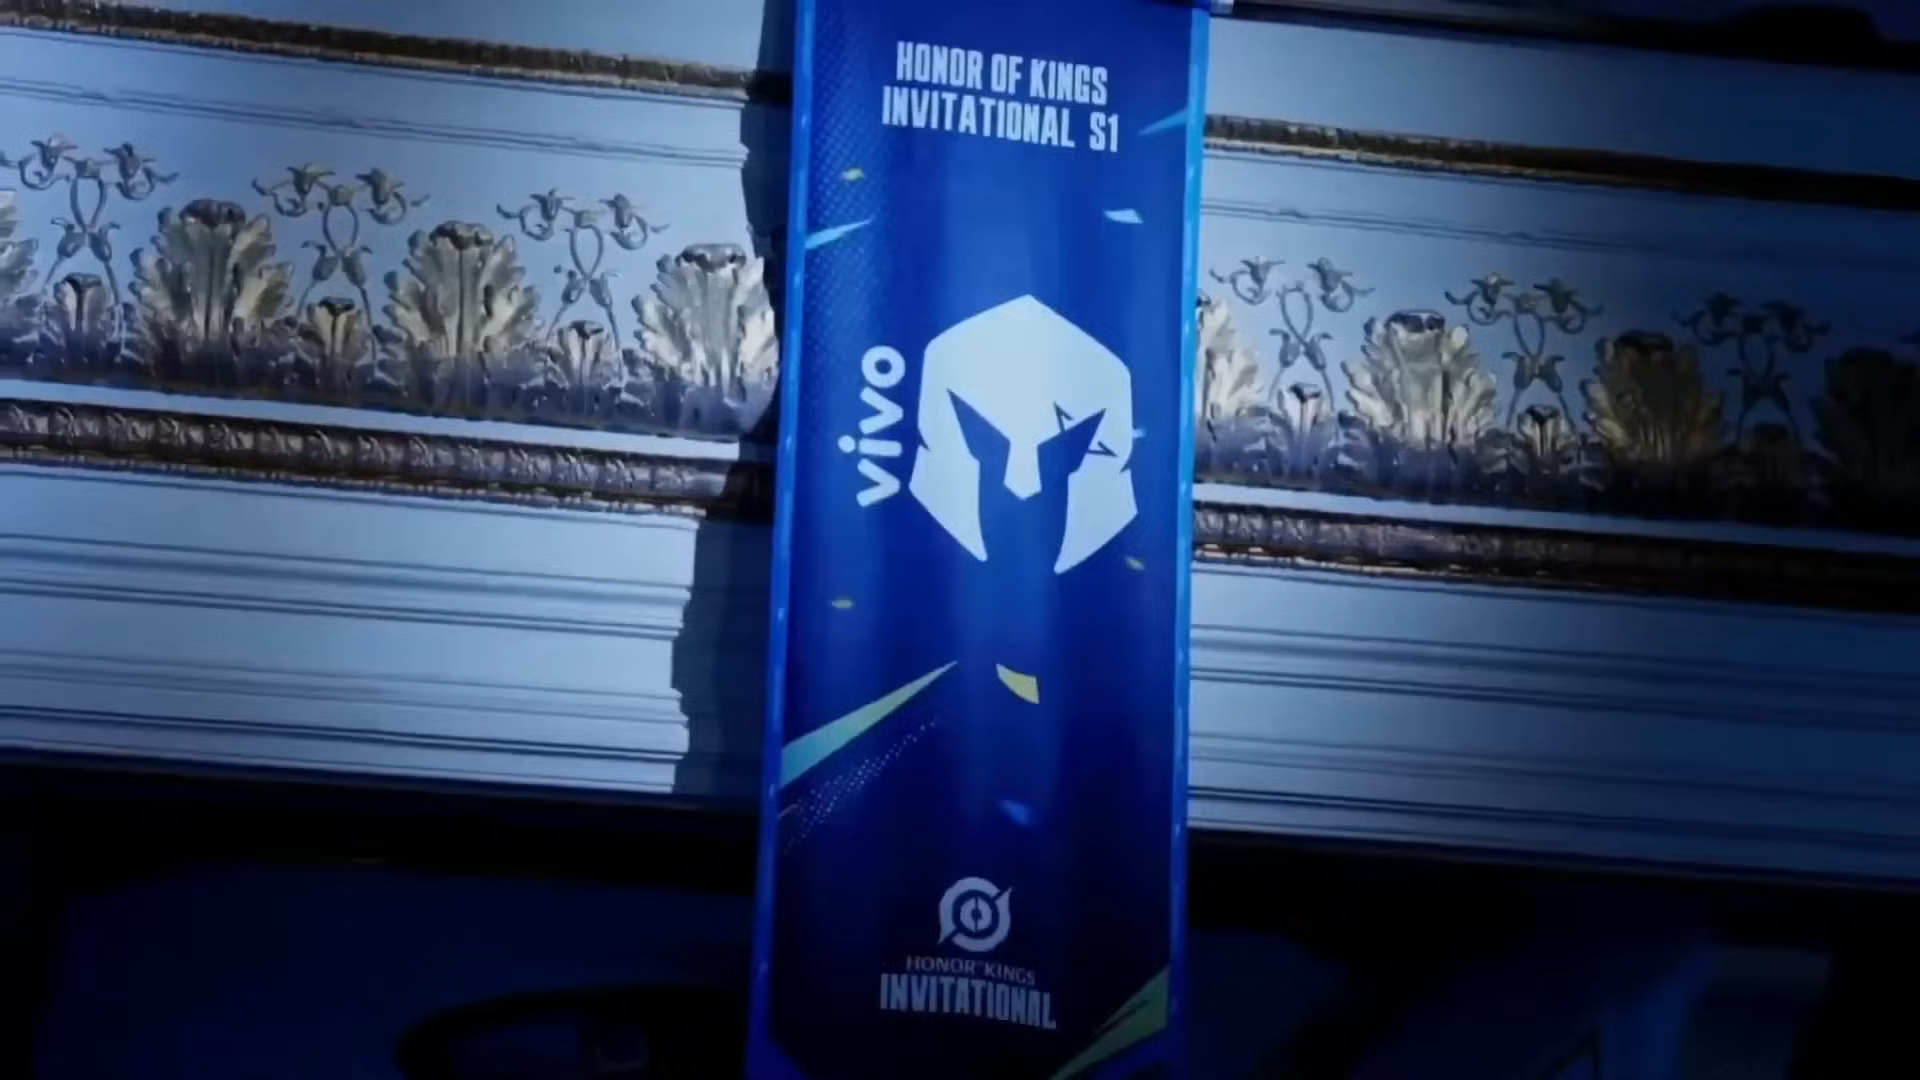 HONOR OF KINGS
INVITATIONAL S1
vivo
HONOR OF KINGS
INVITATIONAL